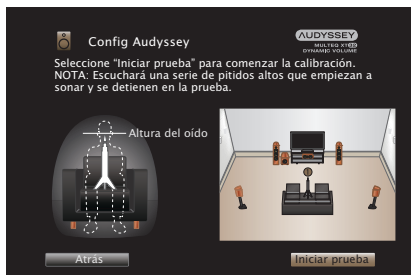 Config Audyssey
AUDYSSEY
MULTEQ XT32
DYNAMIC VOLUME
Seleccione “Iniciar prueba” para comenzar la calibración.
NOTA: Escuchará una serie de pitidos altos que empiezan a
sonar y se detienen en la prueba.
Altura del oído
Atrás
Iniciar prueba